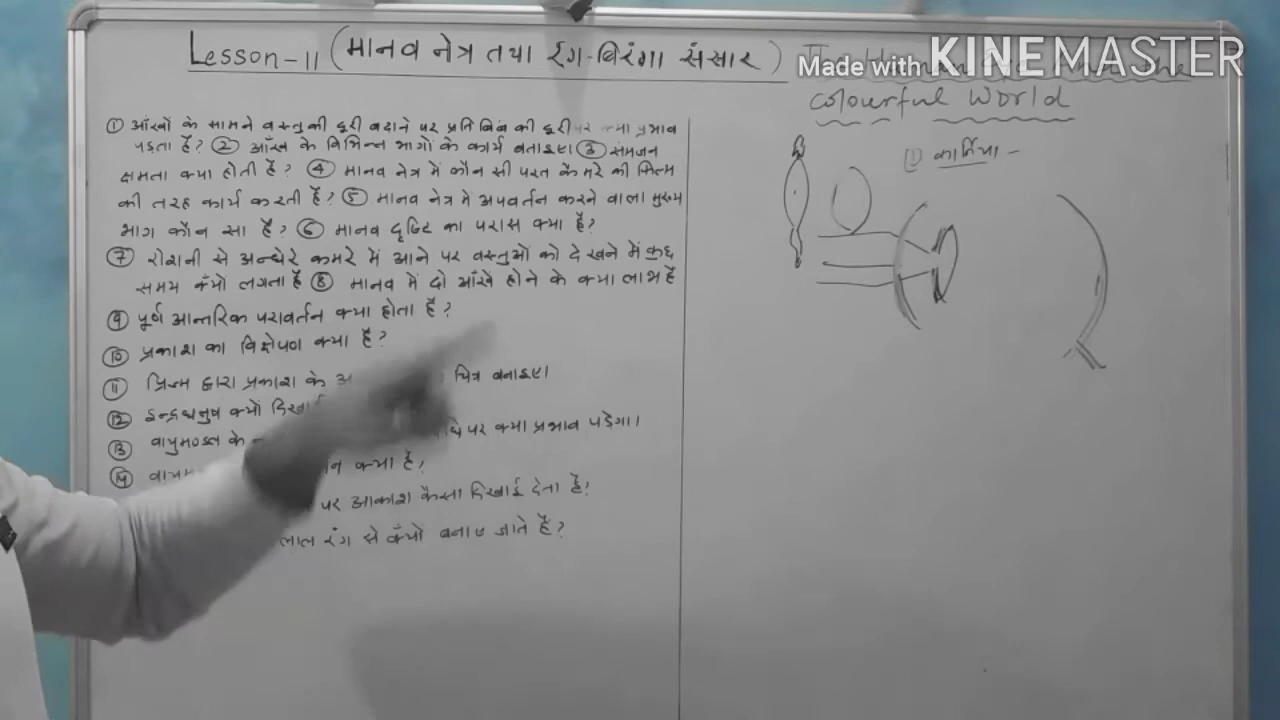 Lesson-11 (मानव नेत्र तथा रंग-बिरंगा संसार)
Made with KINEMASTER
colourful World
① आँखों के सामने वस्तु की दूरी बढ़ाने पर प्रतिबिंब की दूरी पर क्या प्रभाव
पड़ता है? ② आँख के विभिन्न भागों के कार्य बताइए। ③ समंजन
क्षमता क्या होती है? ④ मानव नेत्र में कौन सी परत कैमरे की फिल्म
की तरह कार्य करती है? ⑤ मानव नेत्र में अपवर्तन करने वाला मुख्य
भाग कौन सा है? ⑥ मानव दृष्टि का परास क्या है?
⑦ रोशनी से अन्धेरे कमरे में आने पर वस्तुओं को देखने में कुछ
समय क्यों लगता है ⑧ मानव में दो आँखें होने के क्या लाभ है
⑨ पूर्ण आन्तरिक परावर्तन क्या होता है?
⑩ प्रकाश का विक्षेपण क्या है?
⑪ प्रिज्म द्वारा प्रकाश के चित्र बनाइए।
⑫ इन्द्रधनुष क्यों
⑬ वायुमण्डल के पर क्या प्रभाव पड़ेगा।
⑭ क्या है?
पर आकाश कैसा दिखाई देता है?
लाल रंग से क्यों बनाए जाते हैं?
① कार्निया -